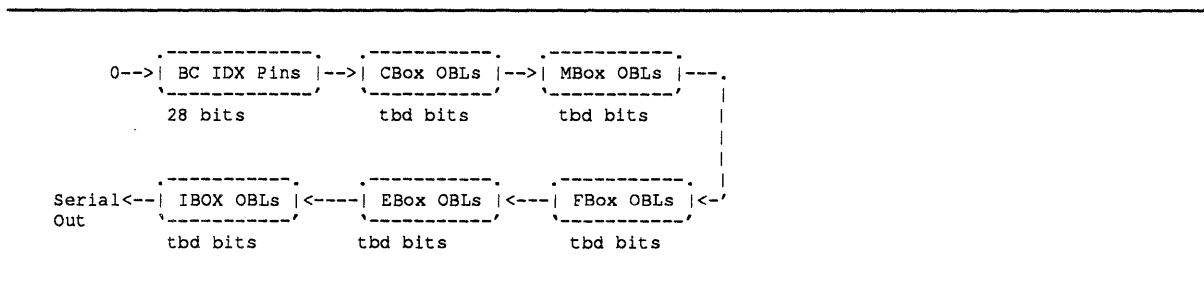 0-->| BC IDX Pins |-->| CBox OBLs |-->| MBox OBLs |---.
28 bits tbd bits tbd bits
Serial<--| IBOX OBLs |<----| EBox OBLs |<---| FBox OBLs |<-'
Out
tbd bits tbd bits tbd bits